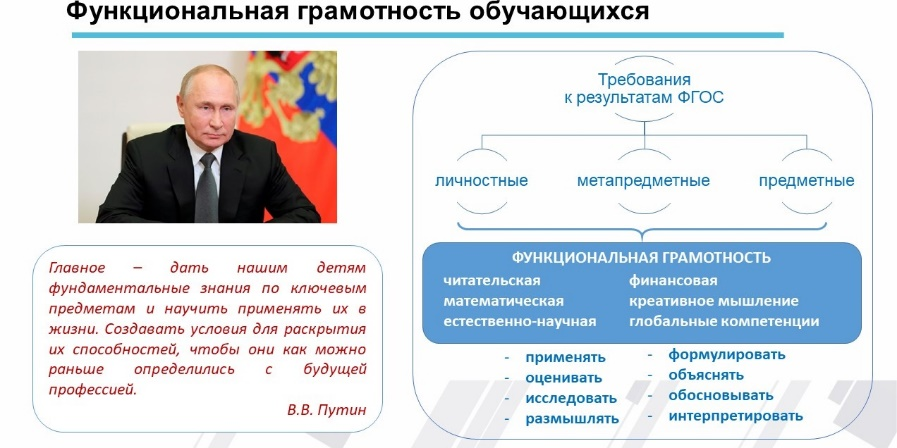 Функциональная грамотность обучающихся
Главное – дать нашим детям
фундаментальные знания по ключевым
предметам и научить применять их в
жизни. Создавать условия для раскрытия
их способностей, чтобы они как можно
раньше определились с будущей
профессией.
В.В. Путин
Требования
к результатам ФГОС
личностные
метапредметные
предметные
ФУНКЦИОНАЛЬНАЯ ГРАМОТНОСТЬ
читательская
математическая
естественно-научная
финансовая
креативное мышление
глобальные компетенции
- применять
- оценивать
- исследовать
- размышлять
- формулировать
- объяснять
- обосновывать
- интерпретировать